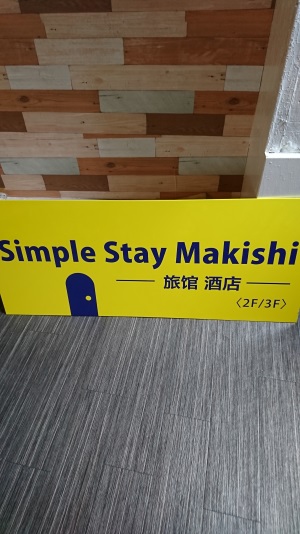 Simple Stay Makishi
旅馆 酒店
〈2F/3F〉